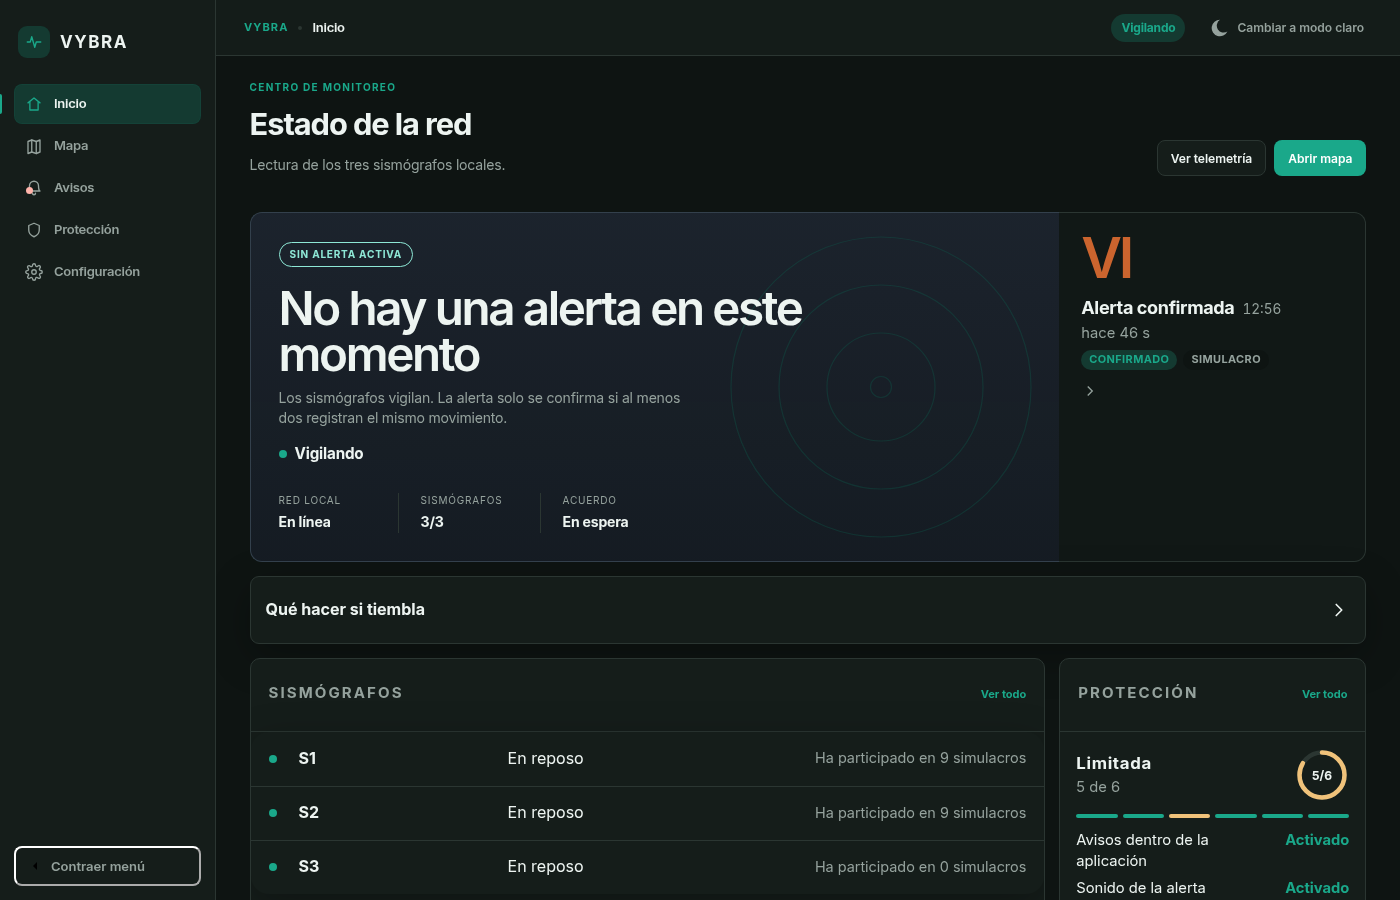 VYBRA
Inicio
Mapa
Avisos
Protección
Configuración
Contraer menú
VYBRA • Inicio
Vigilando
Cambiar a modo claro
CENTRO DE MONITOREO
Estado de la red
Lectura de los tres sismógrafos locales.
Ver telemetría
Abrir mapa
SIN ALERTA ACTIVA
No hay una alerta en este
momento
Los sismógrafos vigilan. La alerta solo se confirma si al menos
dos registran el mismo movimiento.
Vigilando
RED LOCAL
En línea
SISMÓGRAFOS
3/3
ACUERDO
En espera
VI
Alerta confirmada 12:56
hace 46 s
CONFIRMADO SIMULACRO
Qué hacer si tiembla
SISMÓGRAFOS Ver todo
S1 En reposo Ha participado en 9 simulacros
S2 En reposo Ha participado en 9 simulacros
S3 En reposo Ha participado en 0 simulacros
PROTECCIÓN Ver todo
Limitada
5 de 6
5/6
Avisos dentro de la
aplicación
Activado
Sonido de la alerta Activado